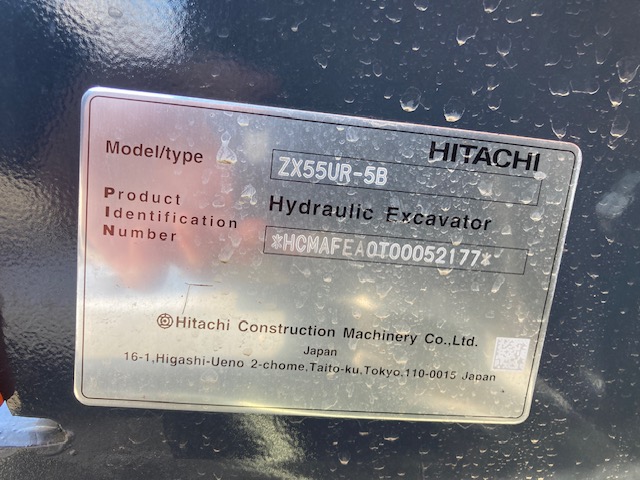 HITACHI
Model/type ZX55UR-5B
Hydraulic Excavator
Product
Identification
Number *HCMAFEA0T00052177*
Hitachi Construction Machinery Co.,Ltd.
Japan
16-1,Higashi-Ueno 2-chome,Taito-ku,Tokyo,110-0015 Japan